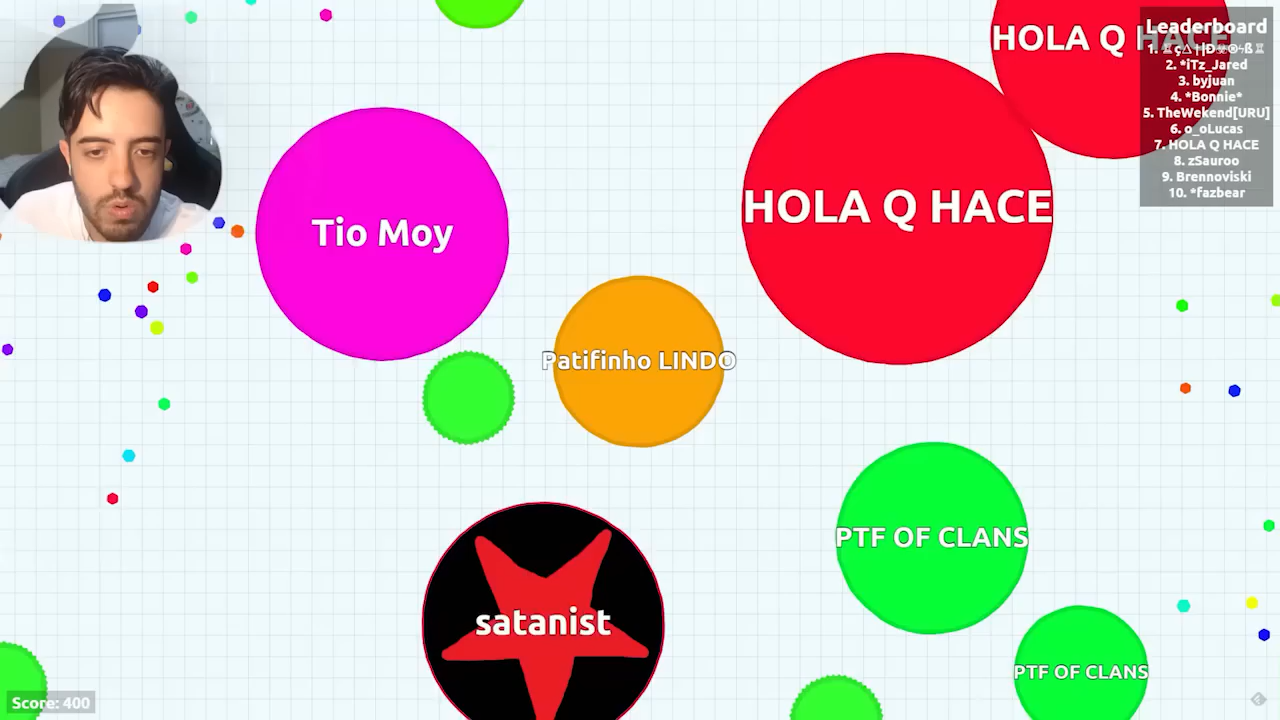 HOLA Q HACE
Leaderboard
2. *iTz_Jared
3. byjuan
4. *Bonnie*
5. TheWekend[URU]
6. o_oLucas
7. HOLA Q HACE
8. zSauroo
9. Brennoviski
10. *fazbear
HOLA Q HACE
Tio Moy
Patifinho LINDO
PTF OF CLANS
satanist
PTF OF CLANS
Score: 400